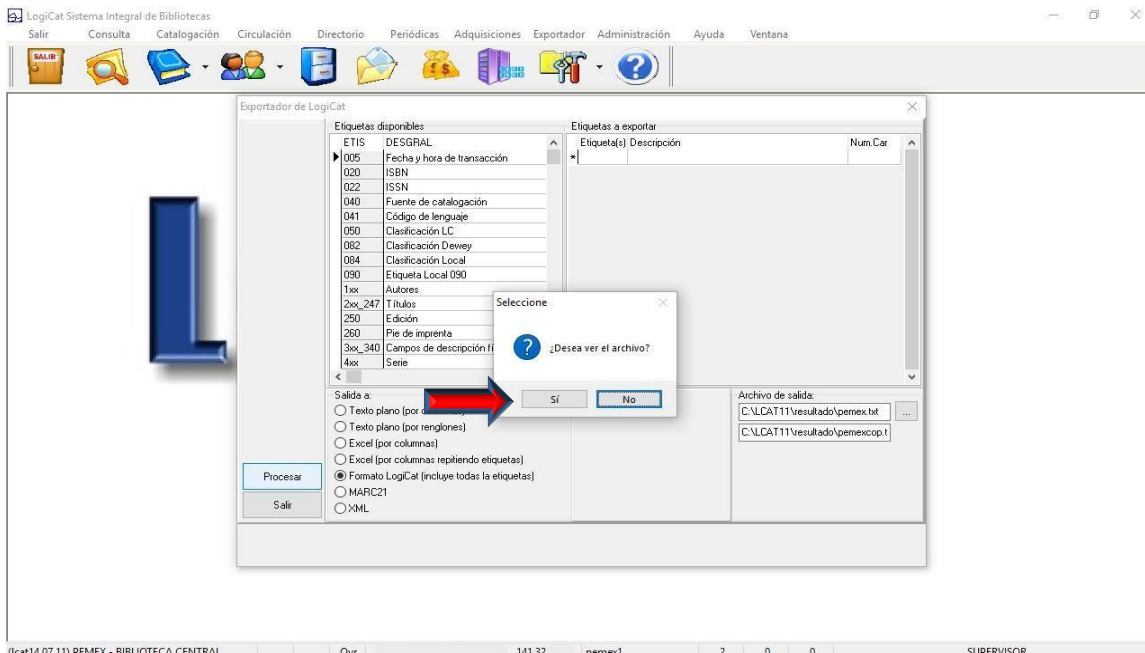 LogiCat Sistema Integral de Bibliotecas
Salir Consulta Catalogación Circulación Directorio Periódicas Adquisiciones Exportador Administración Ayuda Ventana
SALIR
Exportador de LogiCat
Etiquetas disponibles
Etiquetas a exportar
ETIS DESGRAL
Etiqueta(s) Descripción Num.Car
005 Fecha y hora de transacción
020 ISBN
022 ISSN
040 Fuente de catalogación
041 Código de lenguaje
050 Clasificación LC
082 Clasificación Dewey
084 Clasificación Local
090 Etiqueta Local 090
1xx Autores
2xx_247 Títulos
250 Edición
260 Pie de imprenta
3xx_340 Campos de descripción fí
4xx Serie
Seleccione
¿Desea ver el archivo?
Sí No
Salida a:
Texto plano (por
Texto plano (por renglones)
Excel (por columnas)
Excel (por columnas repitiendo etiquetas)
Formato LogiCat (incluye todas la etiquetas)
MARC21
XML
Archivo de salida:
C:\LCAT11\resultado\pemex.txt ...
C:\LCAT11\resultado\pemexcop.t
Procesar
Salir
L
(lcat14.07.11) PEMEX - BIBLIOTECA CENTRAL Ovr 141,32 pemex1 2 0 0 SUPERVISOR